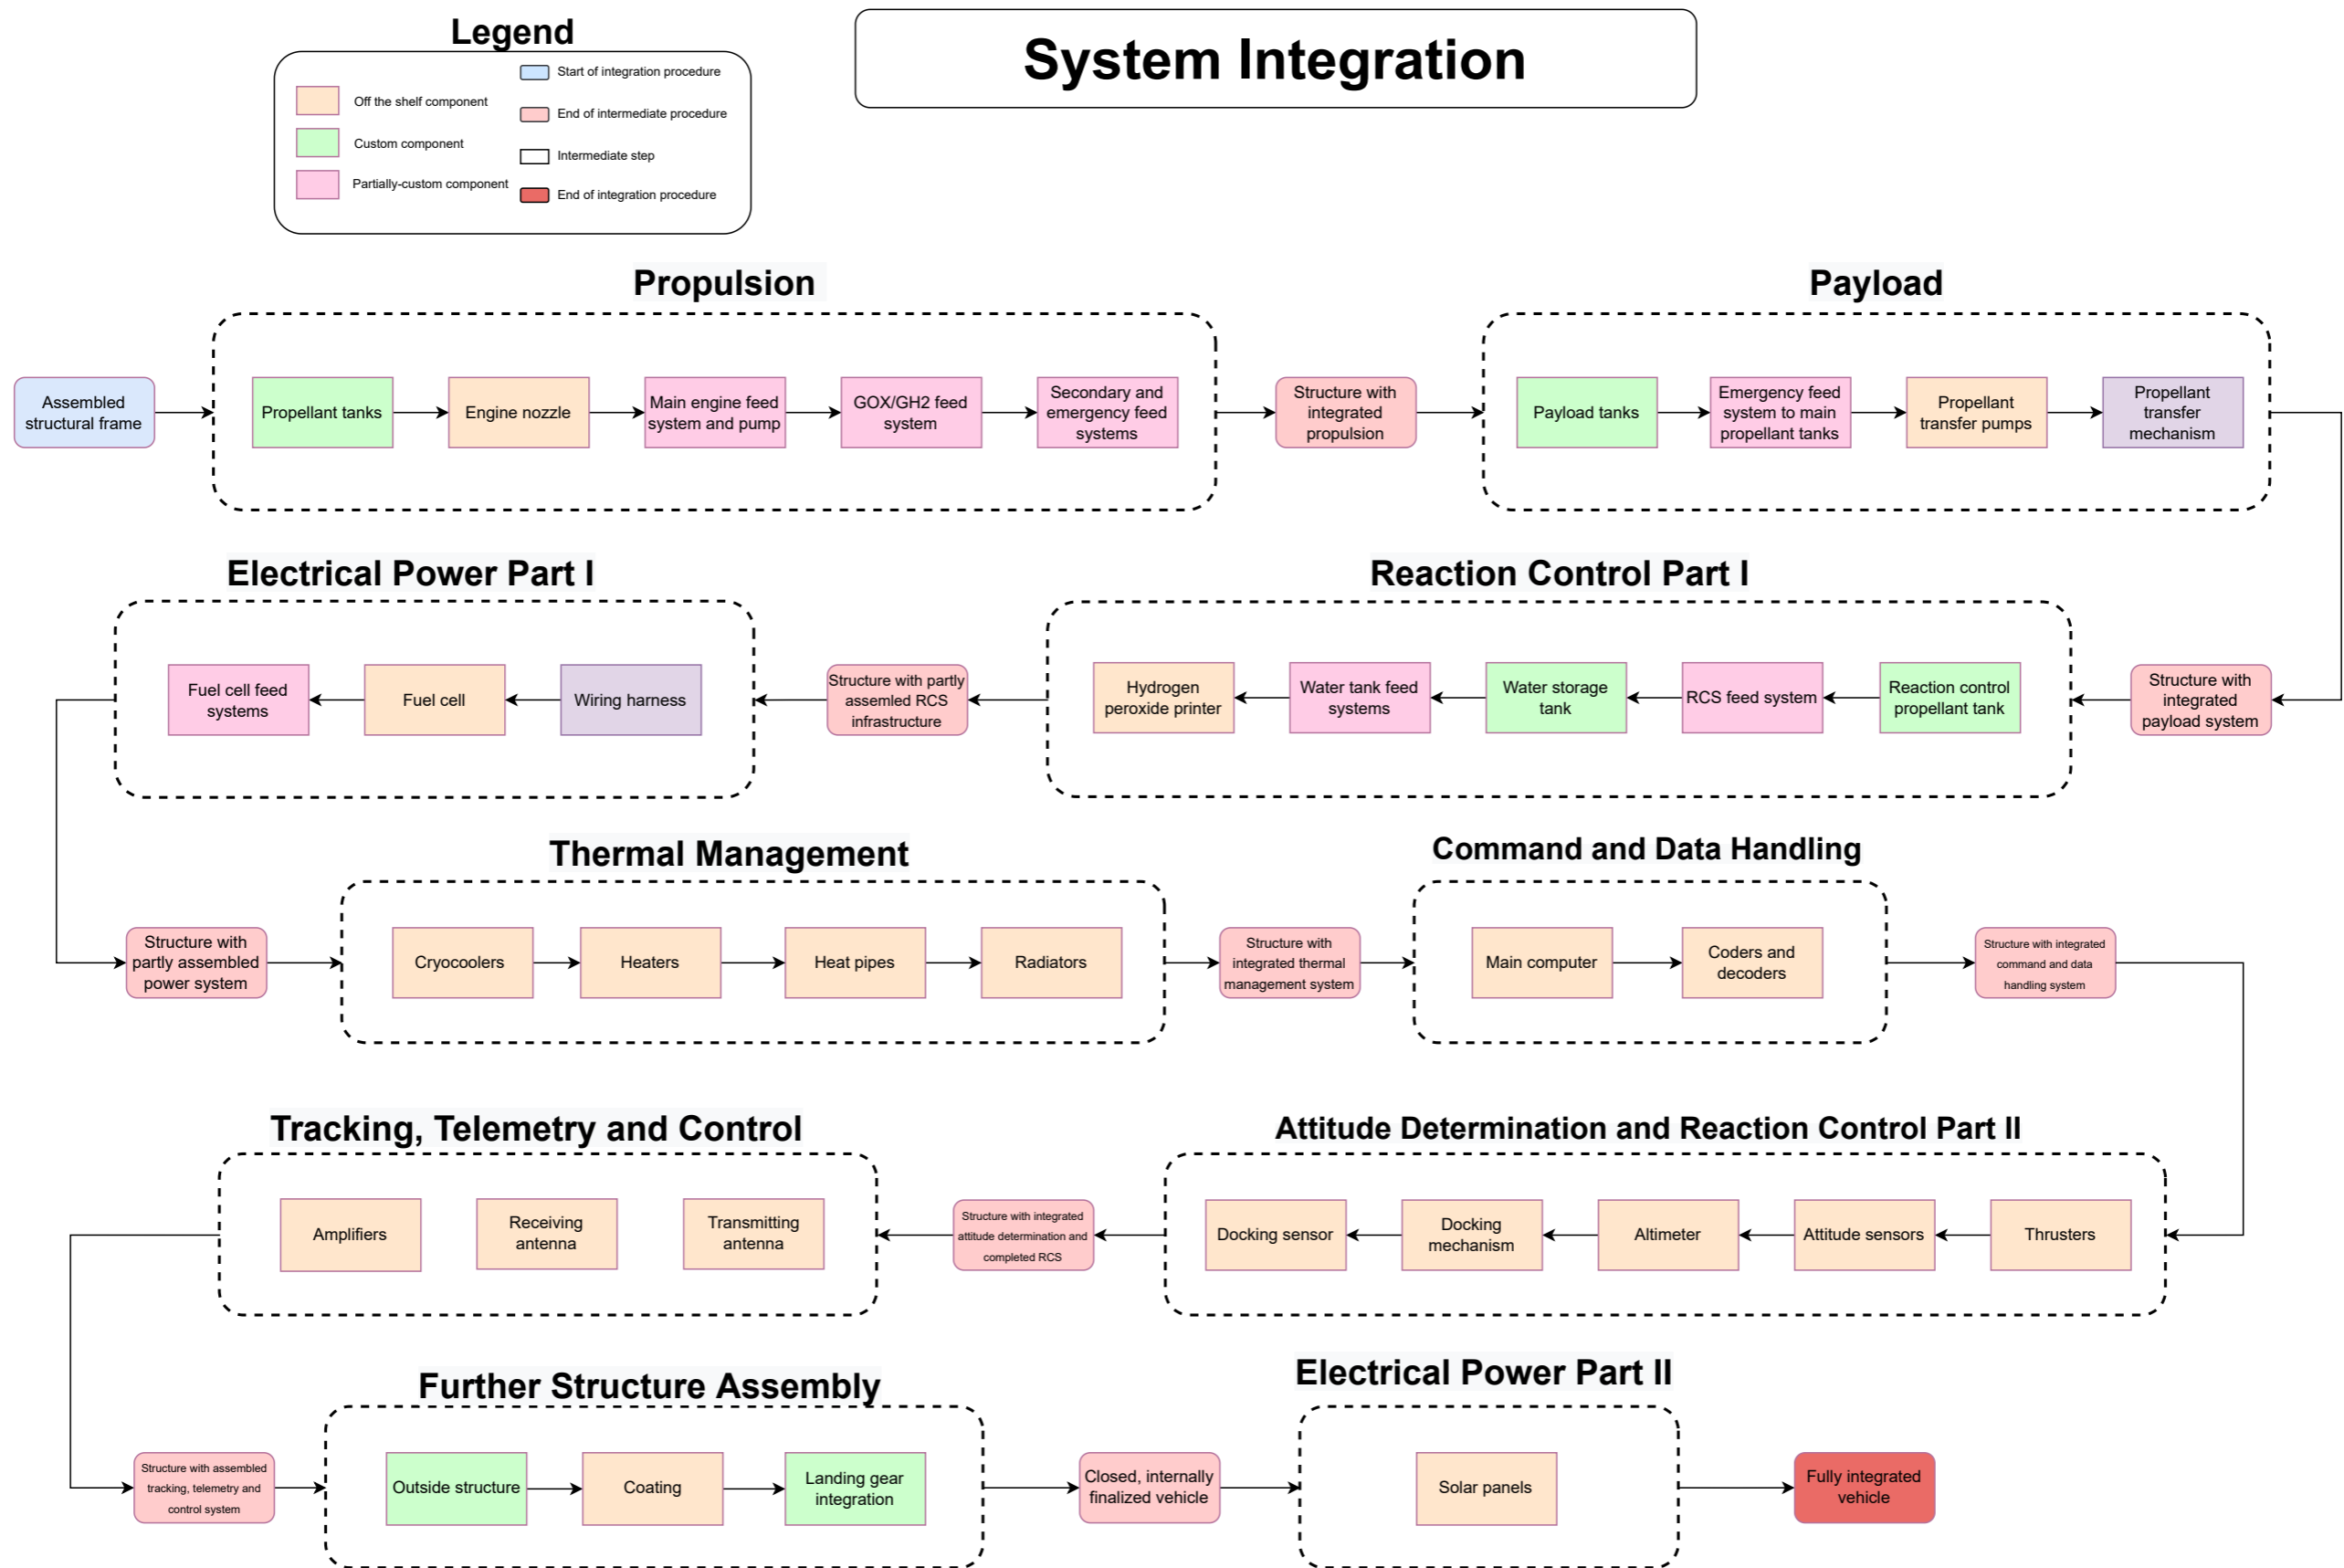 Legend
System Integration
Start of integration procedure
Off the shelf component
End of intermediate procedure
Custom component
Intermediate step
Partially-custom component
End of integration procedure
Propulsion
Payload
Assembled
structural frame
Propellant tanks
Engine nozzle
Main engine feed
system and pump
GOX/GH2 feed
system
Secondary and
emergency feed
systems
Structure with
integrated
propulsion
Payload tanks
Emergency feed
system to main
propellant tanks
Propellant
transfer pumps
Propellant
transfer
mechanism
Electrical Power Part I
Reaction Control Part I
Fuel cell feed
systems
Fuel cell
Wiring harness
Structure with partly
assemled RCS
infrastructure
Hydrogen
peroxide printer
Water tank feed
systems
Water storage
tank
RCS feed system
Reaction control
propellant tank
Structure with
integrated
payload system
Thermal Management
Command and Data Handling
Structure with
partly assembled
power system
Cryocoolers
Heaters
Heat pipes
Radiators
Structure with
integrated thermal
management system
Main computer
Coders and
decoders
Structure with integrated
command and data
handling system
Tracking, Telemetry and Control
Attitude Determination and Reaction Control Part II
Amplifiers
Receiving
antenna
Transmitting
antenna
Structure with integrated
attitude determination and
completed RCS
Docking sensor
Docking
mechanism
Altimeter
Attitude sensors
Thrusters
Further Structure Assembly
Electrical Power Part II
Structure with assembled
tracking, telemetry and
control system
Outside structure
Coating
Landing gear
integration
Closed, internally
finalized vehicle
Solar panels
Fully integrated
vehicle